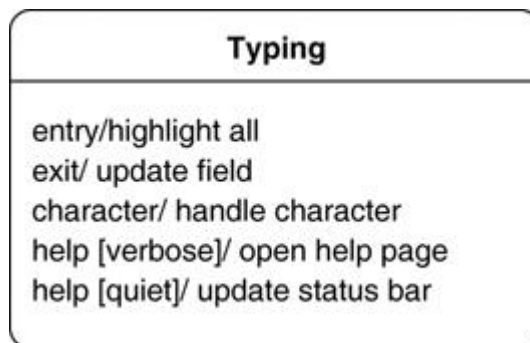 Typing
entry/highlight all
exit/ update field
character/ handle character
help [verbose]/ open help page
help [quiet]/ update status bar